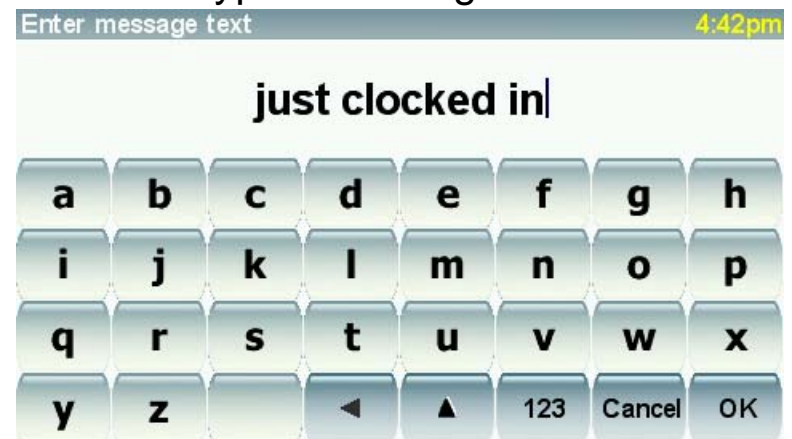 Enter message text 4:42pm
just clocked in
a b c d e f g h
i j k l m n o p
q r s t u v w x
y z 123 Cancel OK